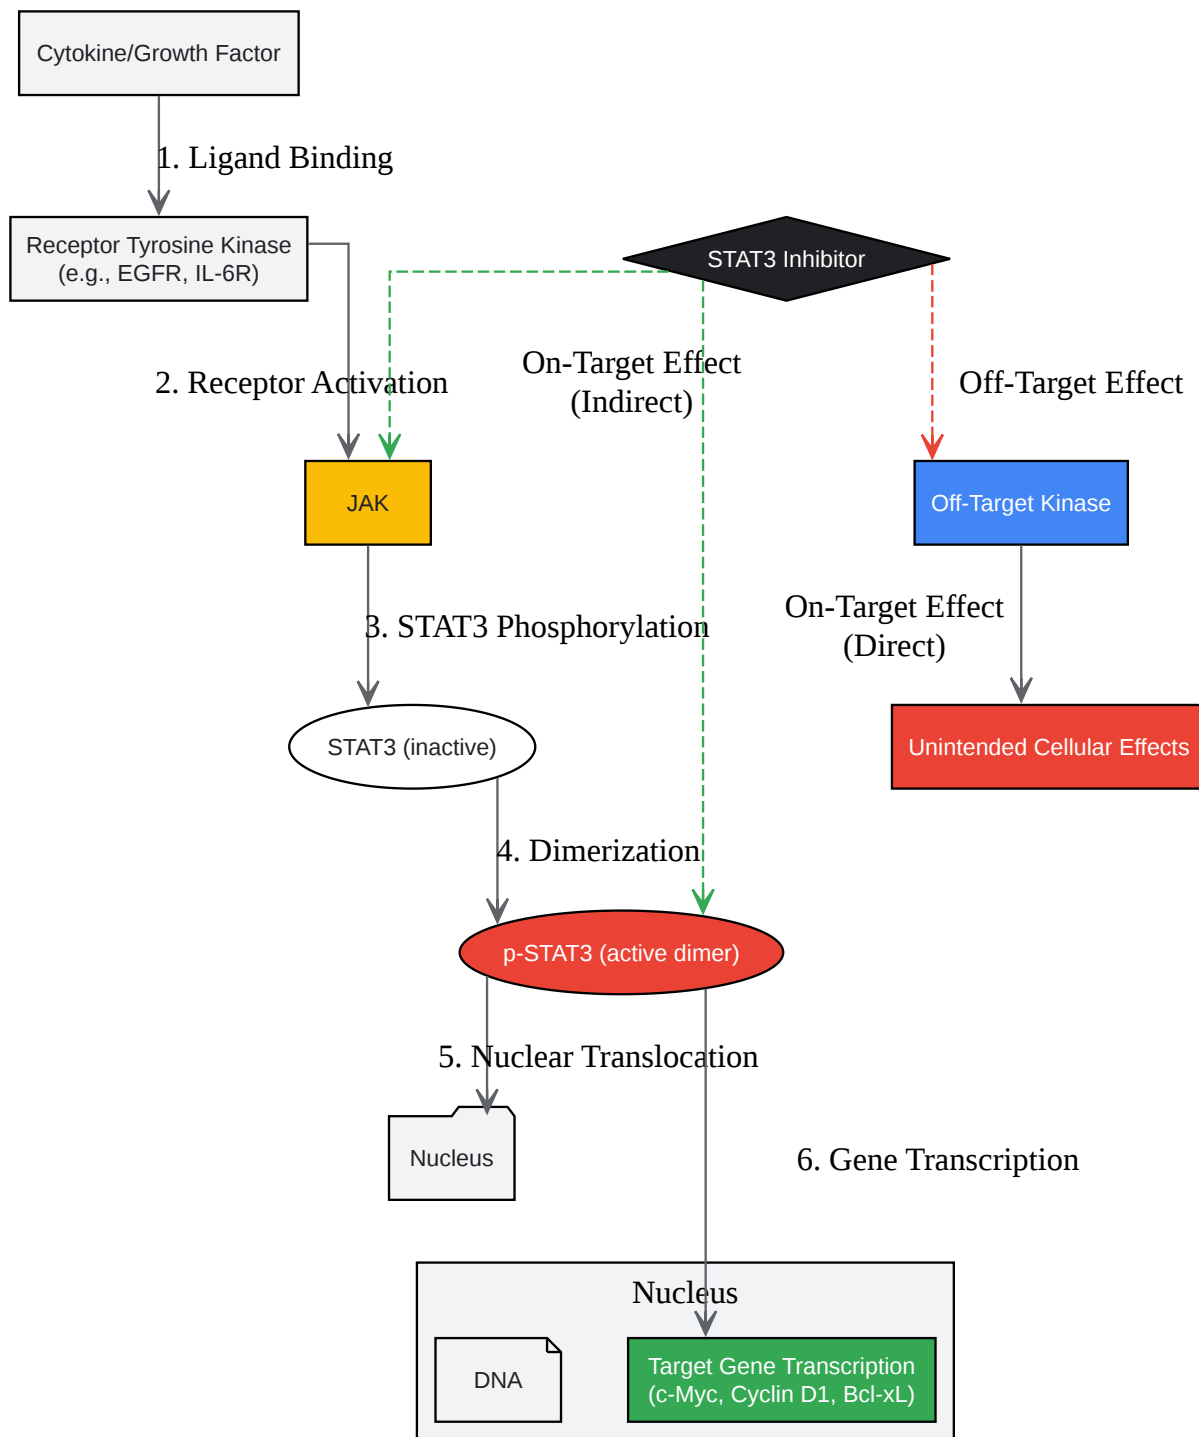 Cytokine/Growth Factor
1. Ligand Binding
Receptor Tyrosine Kinase
(e.g., EGFR, IL-6R)
STAT3 Inhibitor
2. Receptor Activation
On-Target Effect
(Indirect)
Off-Target Effect
JAK
Off-Target Kinase
3. STAT3 Phosphorylation
On-Target Effect
(Direct)
STAT3 (inactive)
Unintended Cellular Effects
4. Dimerization
p-STAT3 (active dimer)
5. Nuclear Translocation
Nucleus
6. Gene Transcription
Nucleus
DNA
Target Gene Transcription
(c-Myc, Cyclin D1, Bcl-xL)